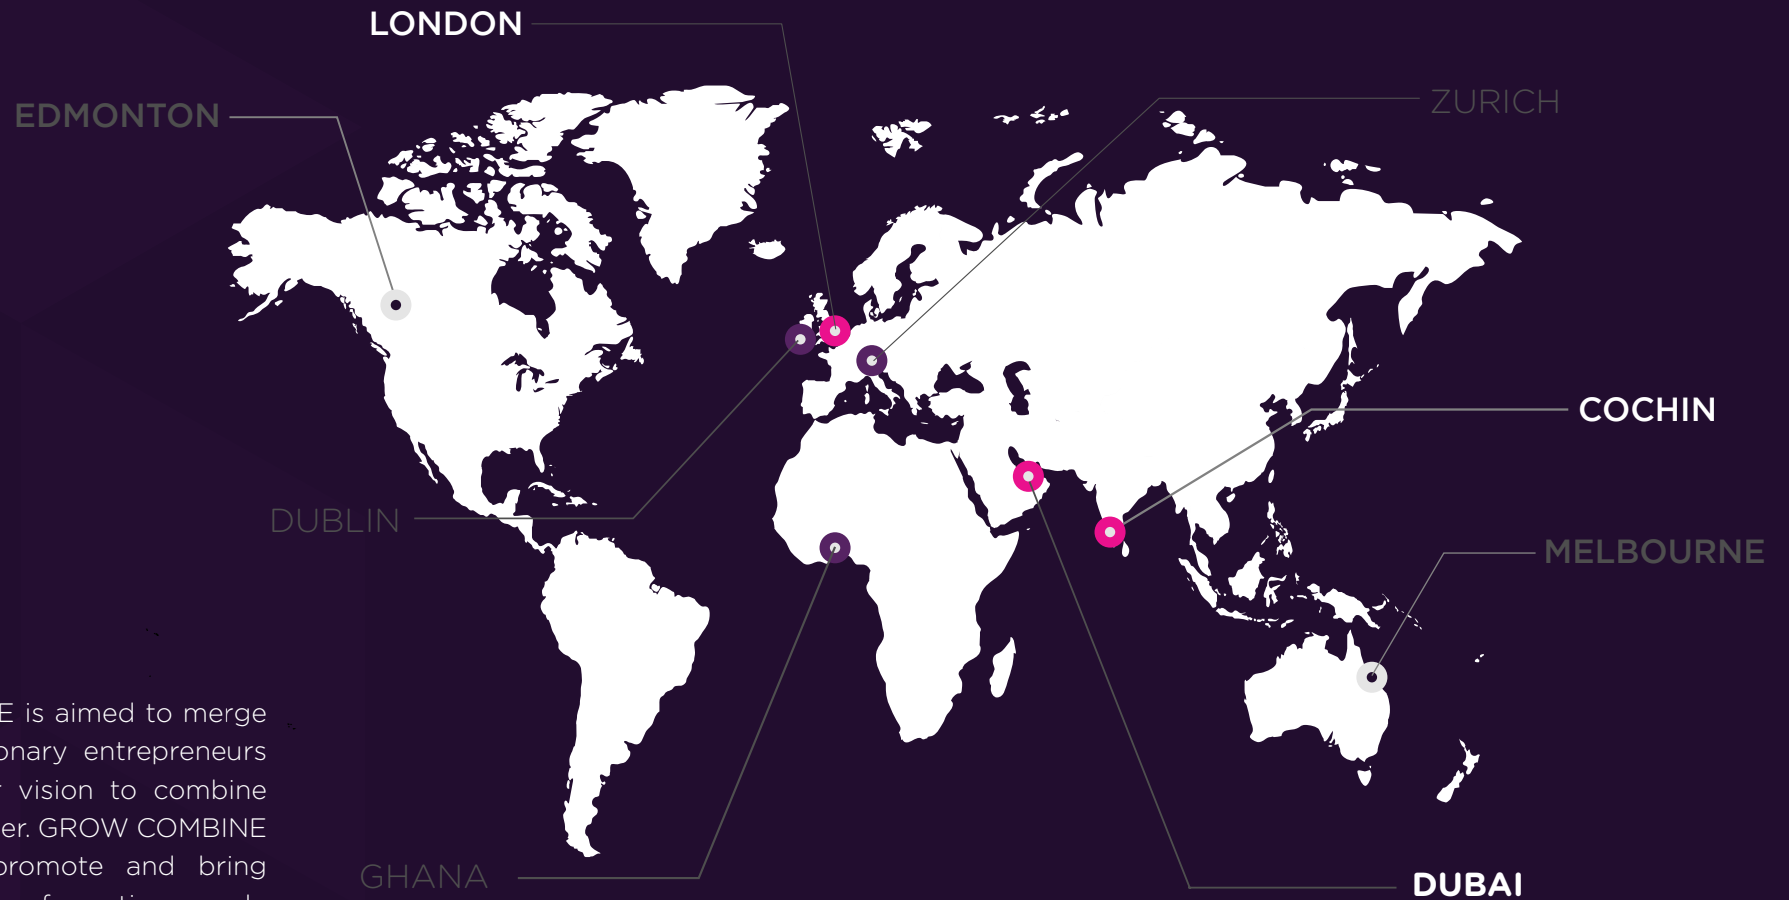 LONDON
EDMONTON
ZURICH
COCHIN
DUBLIN
MELBOURNE
E is aimed to merge
onary entrepreneurs
vision to combine
er. GROW COMBINE
promote and bring
GHANA
DUBAI